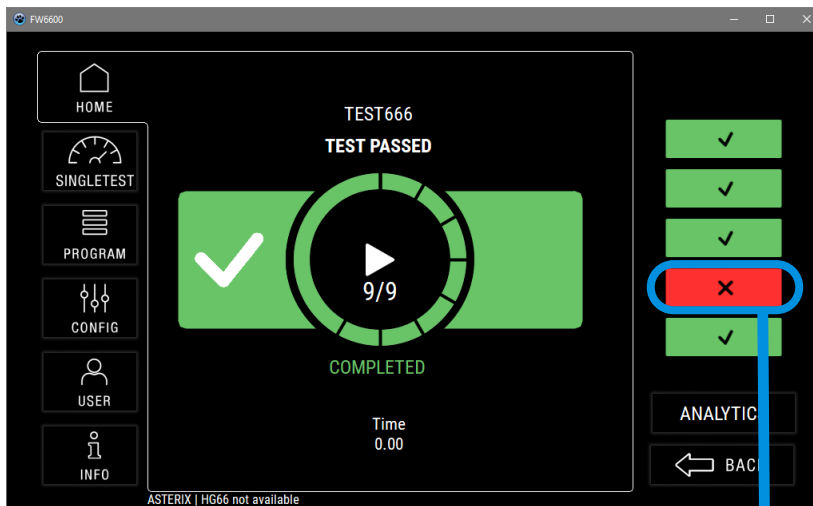 FW6600
HOME
SINGLETEST
PROGRAM
CONFIG
USER
INFO
TEST666
TEST PASSED
9/9
COMPLETED
Time
0.00
ANALYTIC
BAC
ASTERIX | HG66 not available